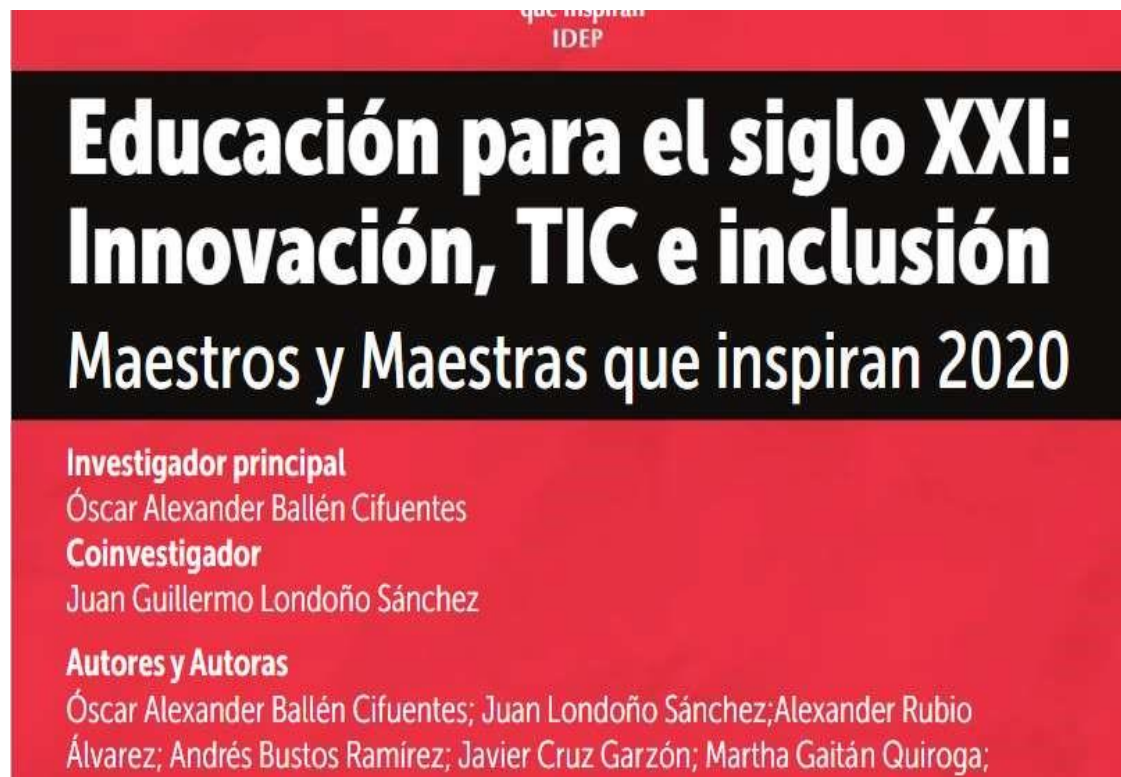 que inspiran
IDEP
Educación para el siglo XXI:
Innovación, TIC e inclusión
Maestros y Maestras que inspiran 2020
Investigador principal
Óscar Alexander Ballén Cifuentes
Coinvestigador
Juan Guillermo Londoño Sánchez
Autores y Autoras
Óscar Alexander Ballén Cifuentes; Juan Londoño Sánchez;Alexander Rubio
Álvarez; Andrés Bustos Ramírez; Javier Cruz Garzón; Martha Gaitán Quiroga;